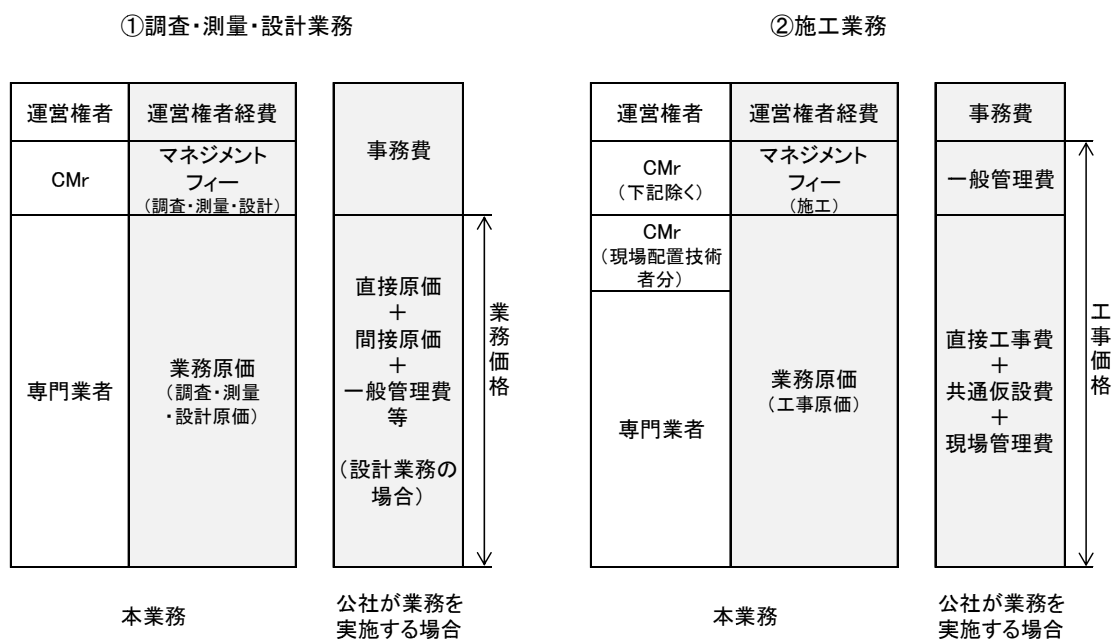 ①調査・測量・設計業務
運営権者
運営権者経費
CMr
マネジメント
フィー
(調査・測量・設計)
専門業者
業務原価
(調査・測量
・設計原価)
本業務
事務費
直接原価
+
間接原価
+
一般管理費
等
(設計業務の
場合)
業務価格
公社が業務を
実施する場合
②施工業務
運営権者
運営権者経費
CMr
(下記除く)
マネジメント
フィー
(施工)
CMr
(現場配置技術
者分)
専門業者
業務原価
(工事原価)
本業務
事務費
一般管理費
直接工事費
+
共通仮設費
+
現場管理費
工事価格
公社が業務を
実施する場合